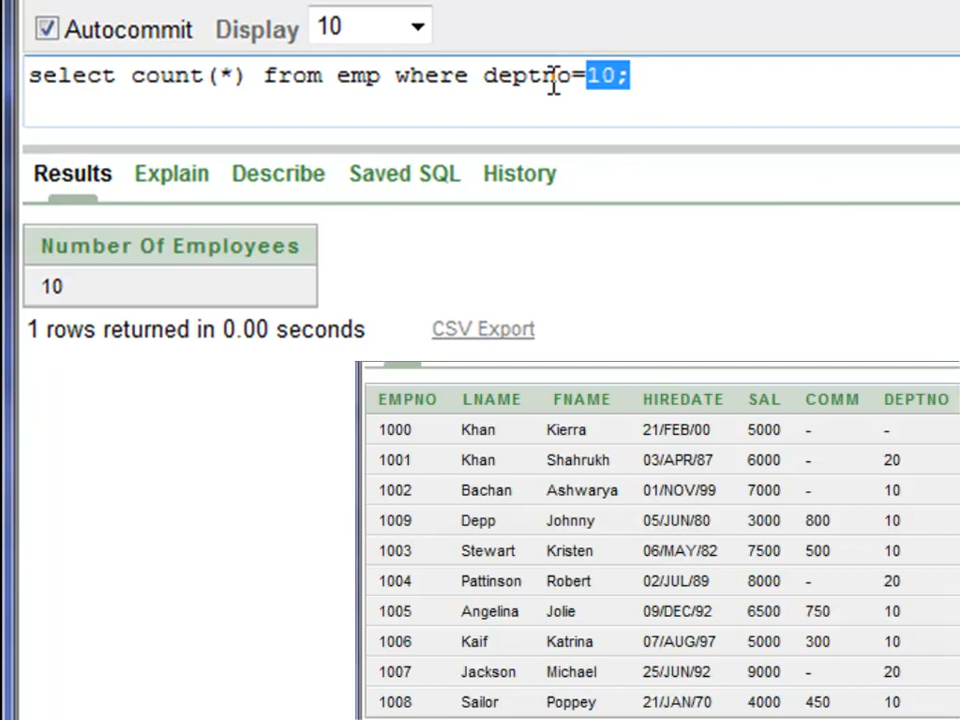 Autocommit Display 10
select count(*) from emp where deptno=10;
Results Explain Describe Saved SQL History
Number Of Employees
10
1 rows returned in 0.00 seconds CSV Export
EMPNO LNAME FNAME HIREDATE SAL COMM DEPTNO
1000 Khan Kierra 21/FEB/00 5000 - -
1001 Khan Shahrukh 03/APR/87 6000 - 20
1002 Bachan Ashwarya 01/NOV/99 7000 - 10
1009 Depp Johnny 05/JUN/80 3000 800 10
1003 Stewart Kristen 06/MAY/82 7500 500 10
1004 Pattinson Robert 02/JUL/89 8000 - 20
1005 Angelina Jolie 09/DEC/92 6500 750 10
1006 Kaif Katrina 07/AUG/97 5000 300 10
1007 Jackson Michael 25/JUN/92 9000 - 20
1008 Sailor Poppey 21/JAN/70 4000 450 10